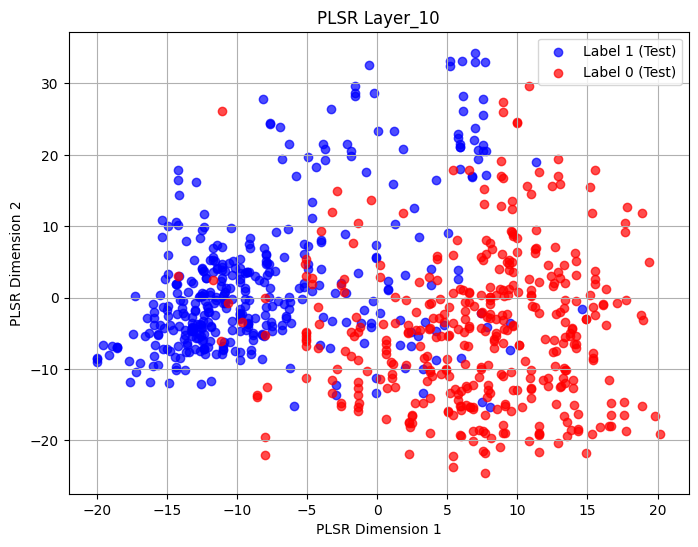 PLSR Layer_10
Label 1 (Test)
Label 0 (Test)
PLSR Dimension 2
30
20
10
0
−10
−20
−20 −15 −10 −5 0 5 10 15 20
PLSR Dimension 1